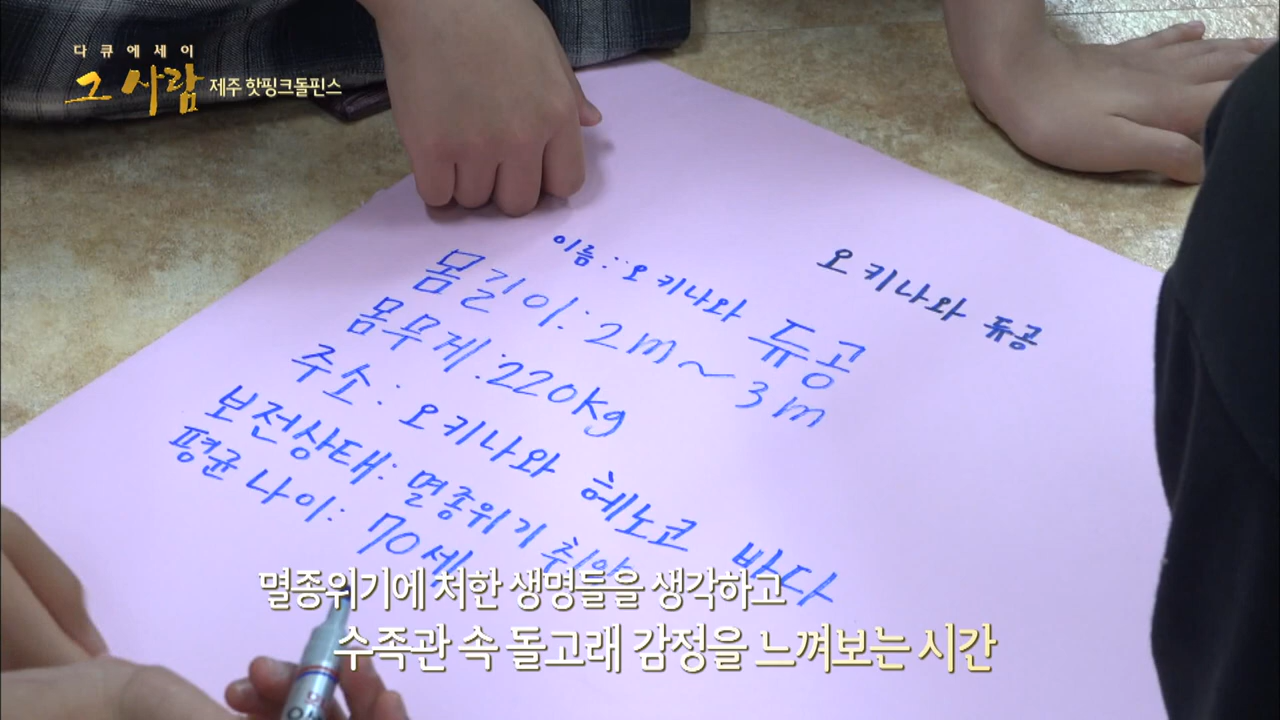 다큐에세이
그 사람 제주 핫핑크돌핀스
오키나와 듀공
이름: 오키나와 듀공
몸길이: 2m~3m
몸무게: 220kg
주소: 오키나와 헤노코 바다
보전상태: 멸종위기 취약
평균 나이: 70세
멸종위기에 처한 생명들을 생각하고
수족관 속 돌고래 감정을 느껴보는 시간